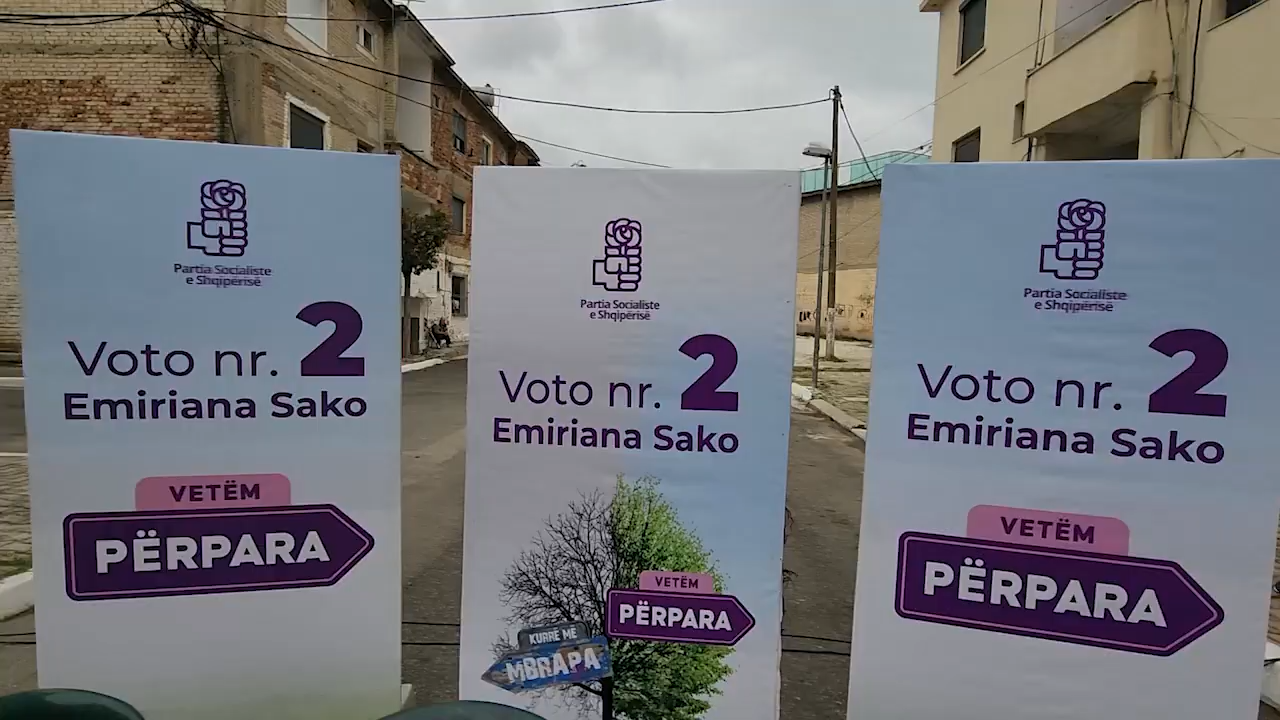 Partia Socialiste
e Shqipërisë
Voto nr. 2
Emiriana Sako
VETËM
PËRPARA
Partia Socialiste
e Shqipërisë
Voto nr. 2
Emiriana Sako
VETËM
PËRPARA
KURRË MË
MBRAPA
Partia Socialiste
e Shqipërisë
Voto nr. 2
Emiriana Sako
VETËM
PËRPARA